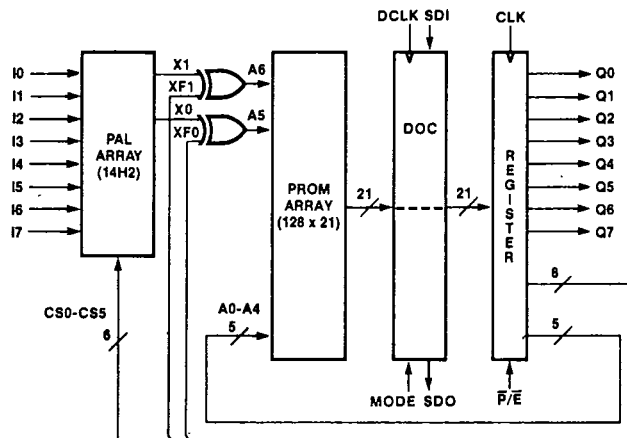 DCLK SDI
CLK
I0
I1
I2
I3
I4
I5
I6
I7
PAL
ARRAY
(14H2)
X1
XF1
X0
XF0
A6
A5
PROM
ARRAY
(128 x 21)
21
DOC
21
REGISTER
Q0
Q1
Q2
Q3
Q4
Q5
Q6
Q7
8
5
CS0-CS5
6
A0-A4
5
MODE SDO
P/E